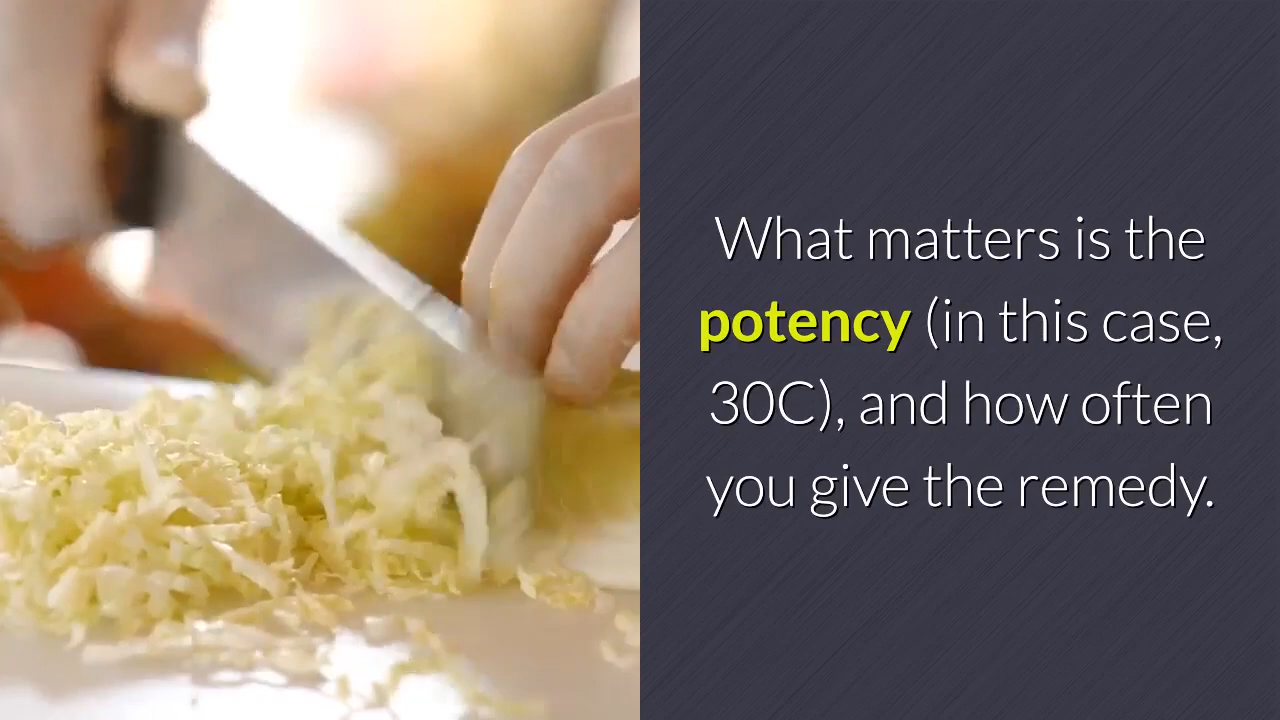 What matters is the
potency (in this case,
30C), and how often
you give the remedy.